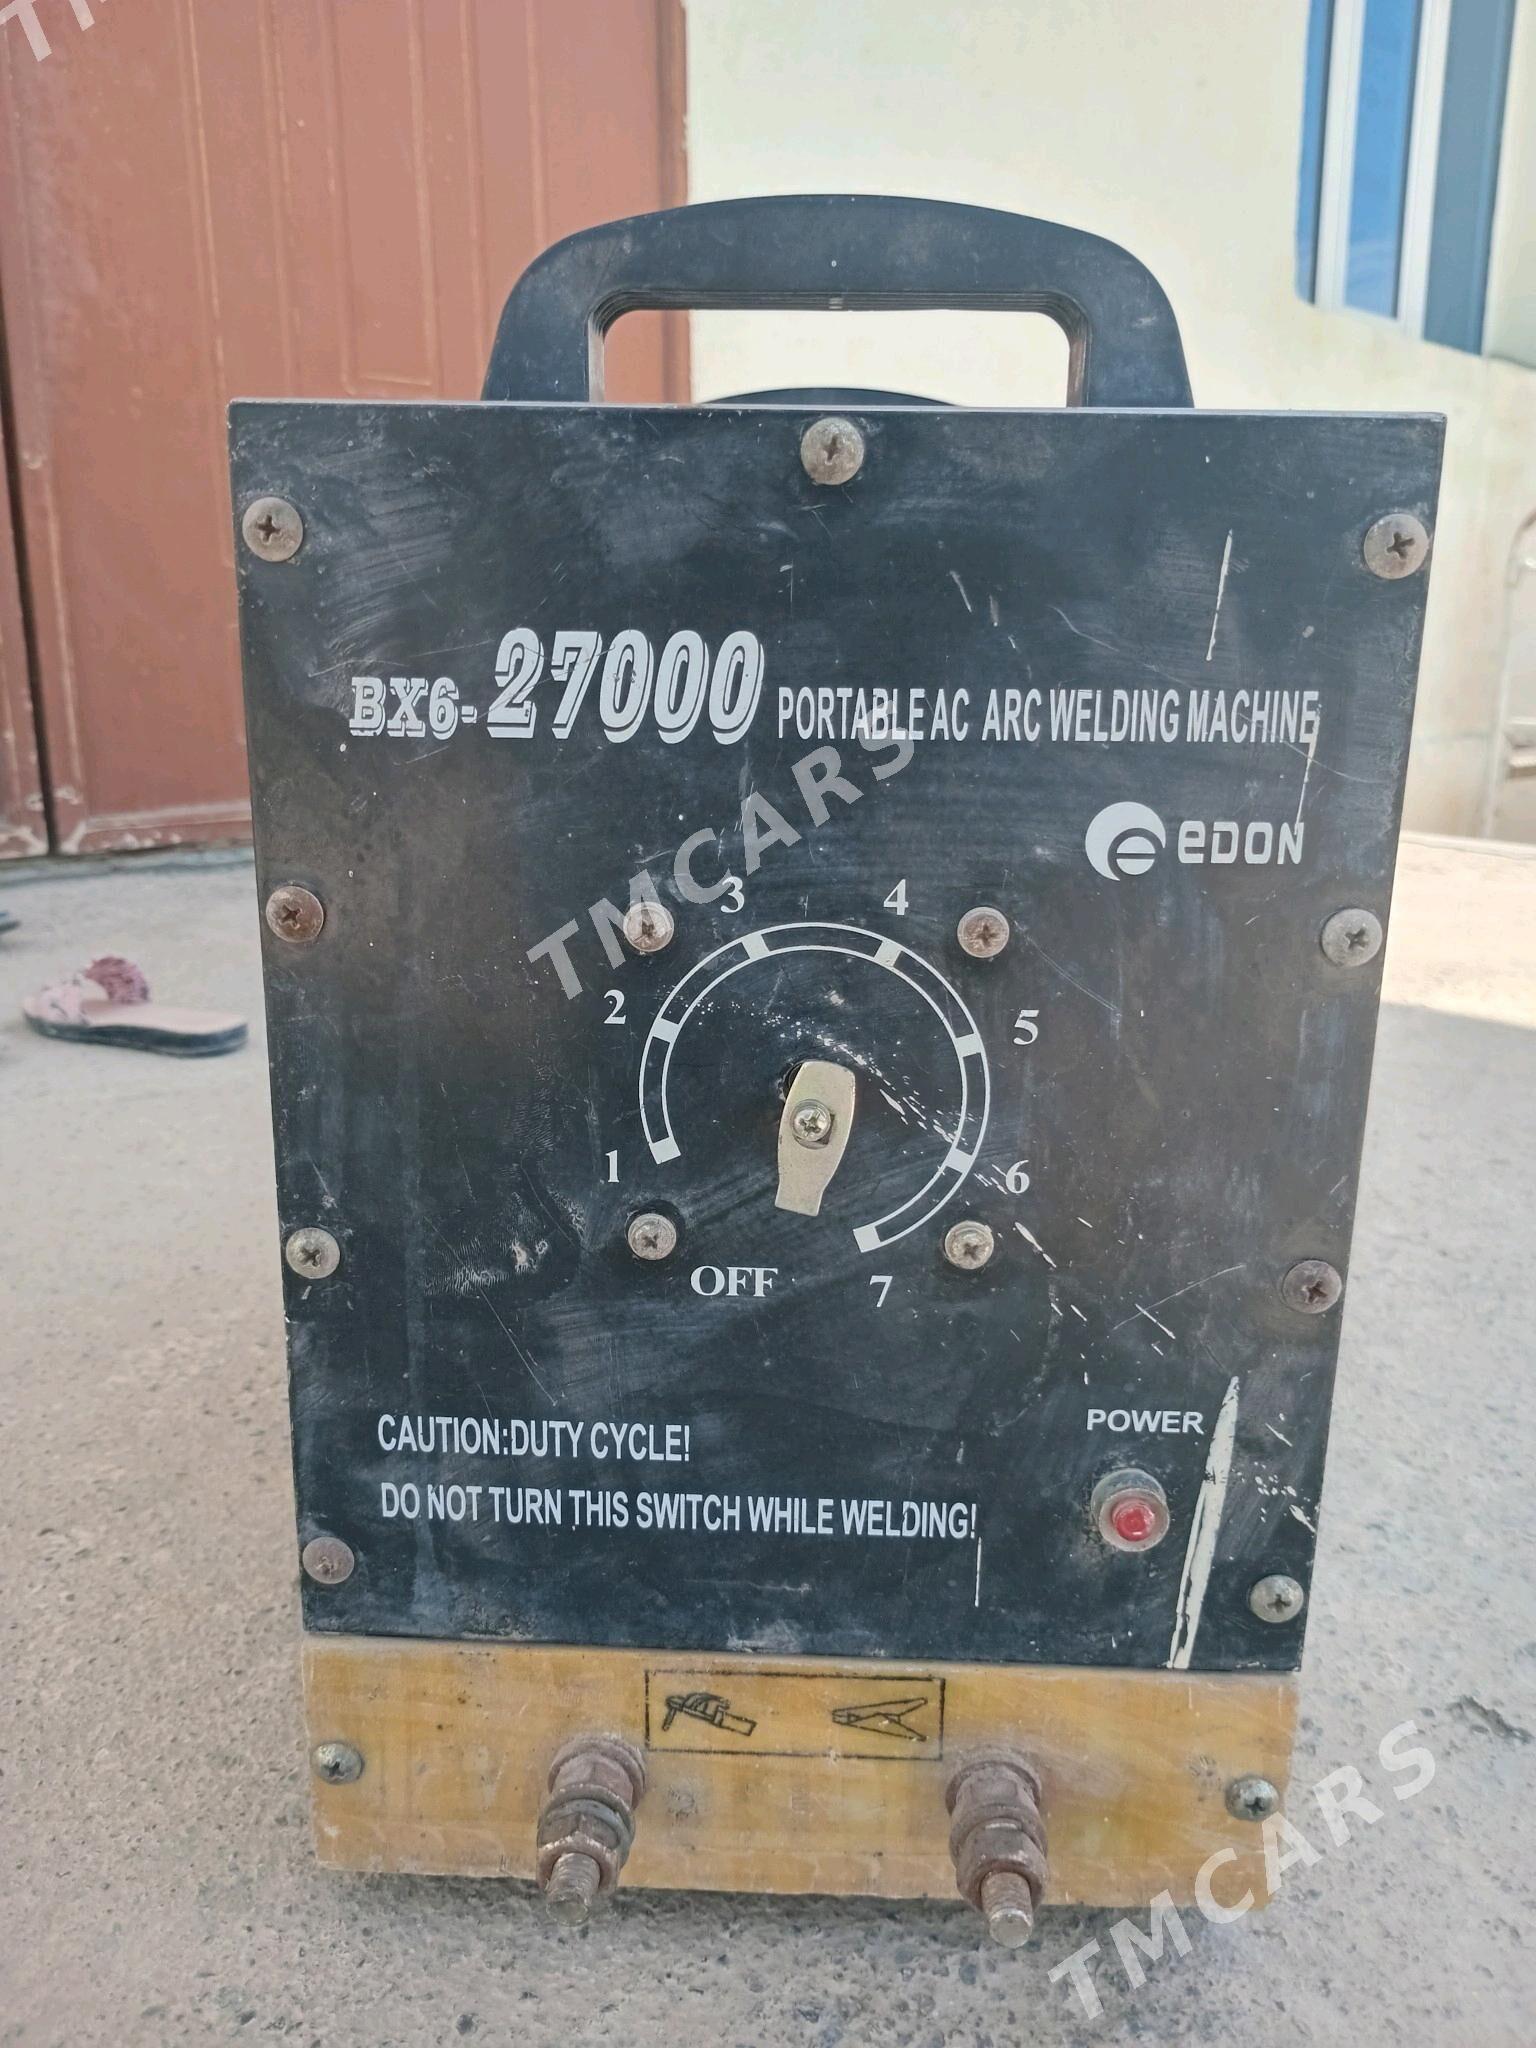 TM
BX6-27000 PORTABLE AC ARC WELDING MACHINE
eDON
TMCARS
3 4
2 5
1 6
OFF 7
CAUTION:DUTY CYCLE!
POWER
DO NOT TURN THIS SWITCH WHILE WELDING!
TMCARS